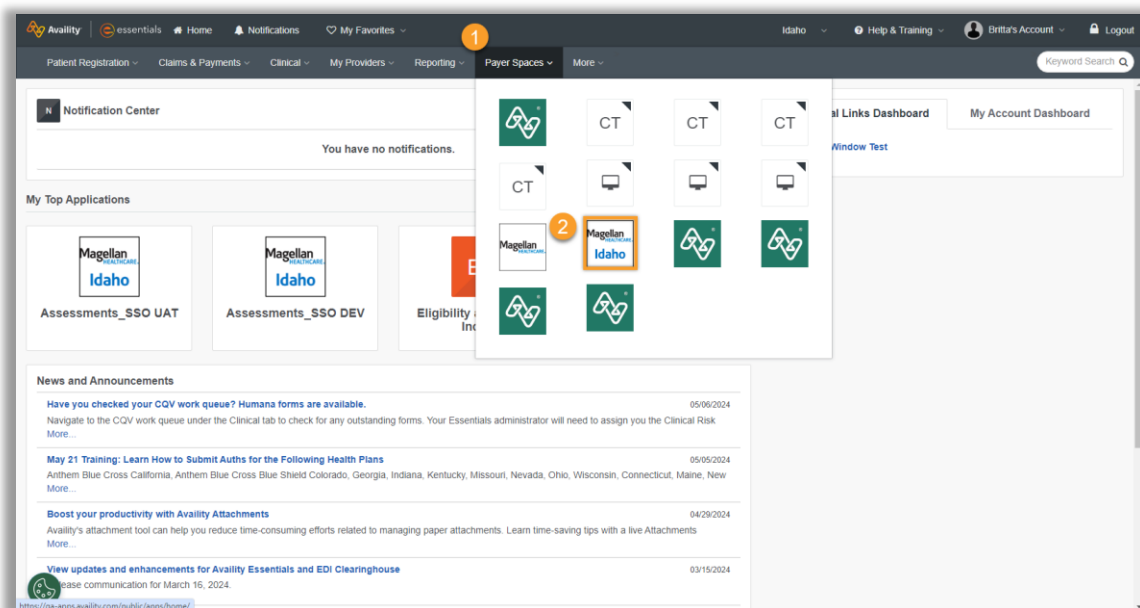 Availity essentials Home Notifications My Favorites Idaho Help & Training Britta's Account Logout
1
Patient Registration Claims & Payments Clinical My Providers Reporting Payer Spaces More Keyword Search
N Notification Center
You have no notifications.
CT CT CT
CT
2
Magellan HEALTHCARE
Magellan HEALTHCARE Idaho
al Links Dashboard My Account Dashboard
Window Test
My Top Applications
Magellan HEALTHCARE Idaho
Assessments_SSO UAT
Magellan HEALTHCARE Idaho
Assessments_SSO DEV
E
Eligibility
Inc
News and Announcements
Have you checked your CQV work queue? Humana forms are available. 05/06/2024
Navigate to the CQV work queue under the Clinical tab to check for any outstanding forms. Your Essentials administrator will need to assign you the Clinical Risk
More...
May 21 Training: Learn How to Submit Auths for the Following Health Plans 05/05/2024
Anthem Blue Cross California, Anthem Blue Cross Blue Shield Colorado, Georgia, Indiana, Kentucky, Missouri, Nevada, Ohio, Wisconsin, Connecticut, Maine, New
More...
Boost your productivity with Availity Attachments 04/29/2024
Availity's attachment tool can help you reduce time-consuming efforts related to managing paper attachments. Learn time-saving tips with a live Attachments
More...
View updates and enhancements for Availity Essentials and EDI Clearinghouse 03/15/2024
ease communication for March 16, 2024.
https://qa-apps.availity.com/public/apps/home/